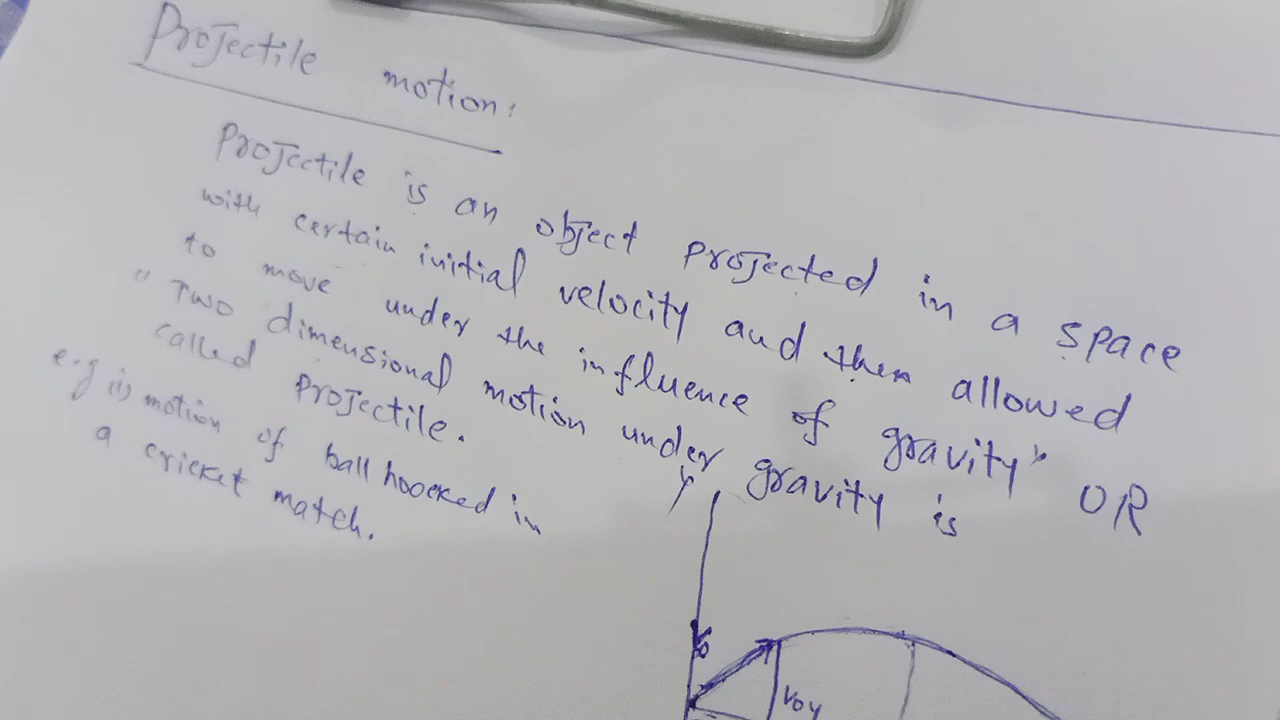 Projectile motion:
Projectile is an object projected in a space
with certain initial velocity and then allowed
to move under the influence of gravity" OR
" Two dimensional motion under gravity is
called projectile.
e.g (i) motion of ball hoocked in
a cricket match.
y
Vo
Voy